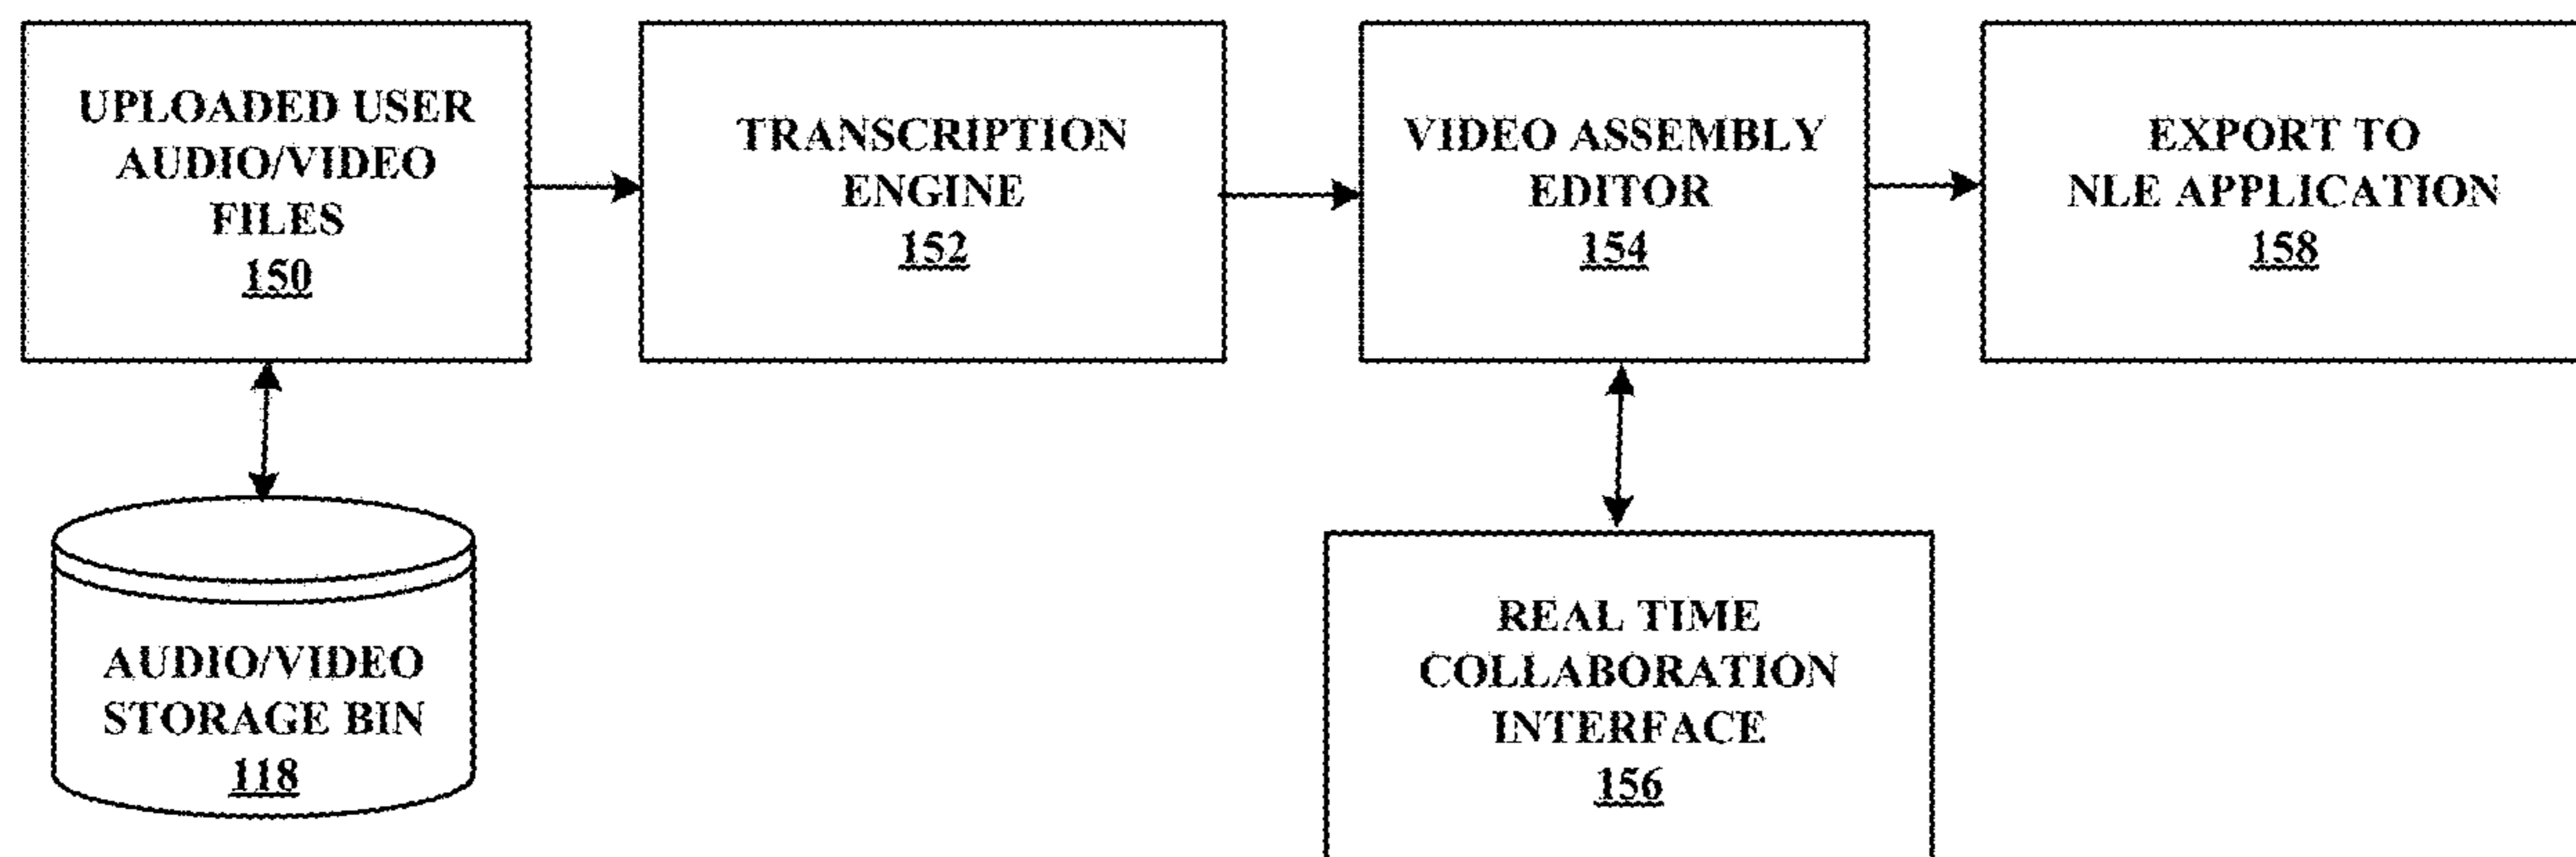 UPLOADED USER
AUDIO/VIDEO
FILES
150
TRANSCRIPTION
ENGINE
152
VIDEO ASSEMBLY
EDITOR
154
EXPORT TO
NLE APPLICATION
158
AUDIO/VIDEO
STORAGE BIN
118
REAL TIME
COLLABORATION
INTERFACE
156